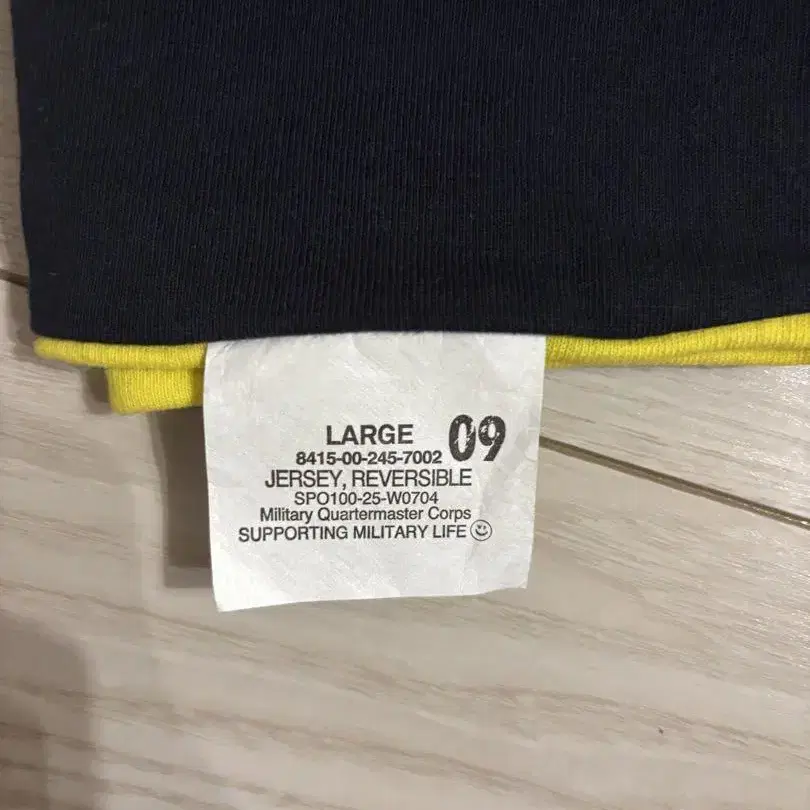 LARGE 09
8415-00-245-7002
JERSEY, REVERSIBLE
SPO100-25-W0704
Military Quartermaster Corps
SUPPORTING MILITARY LIFE